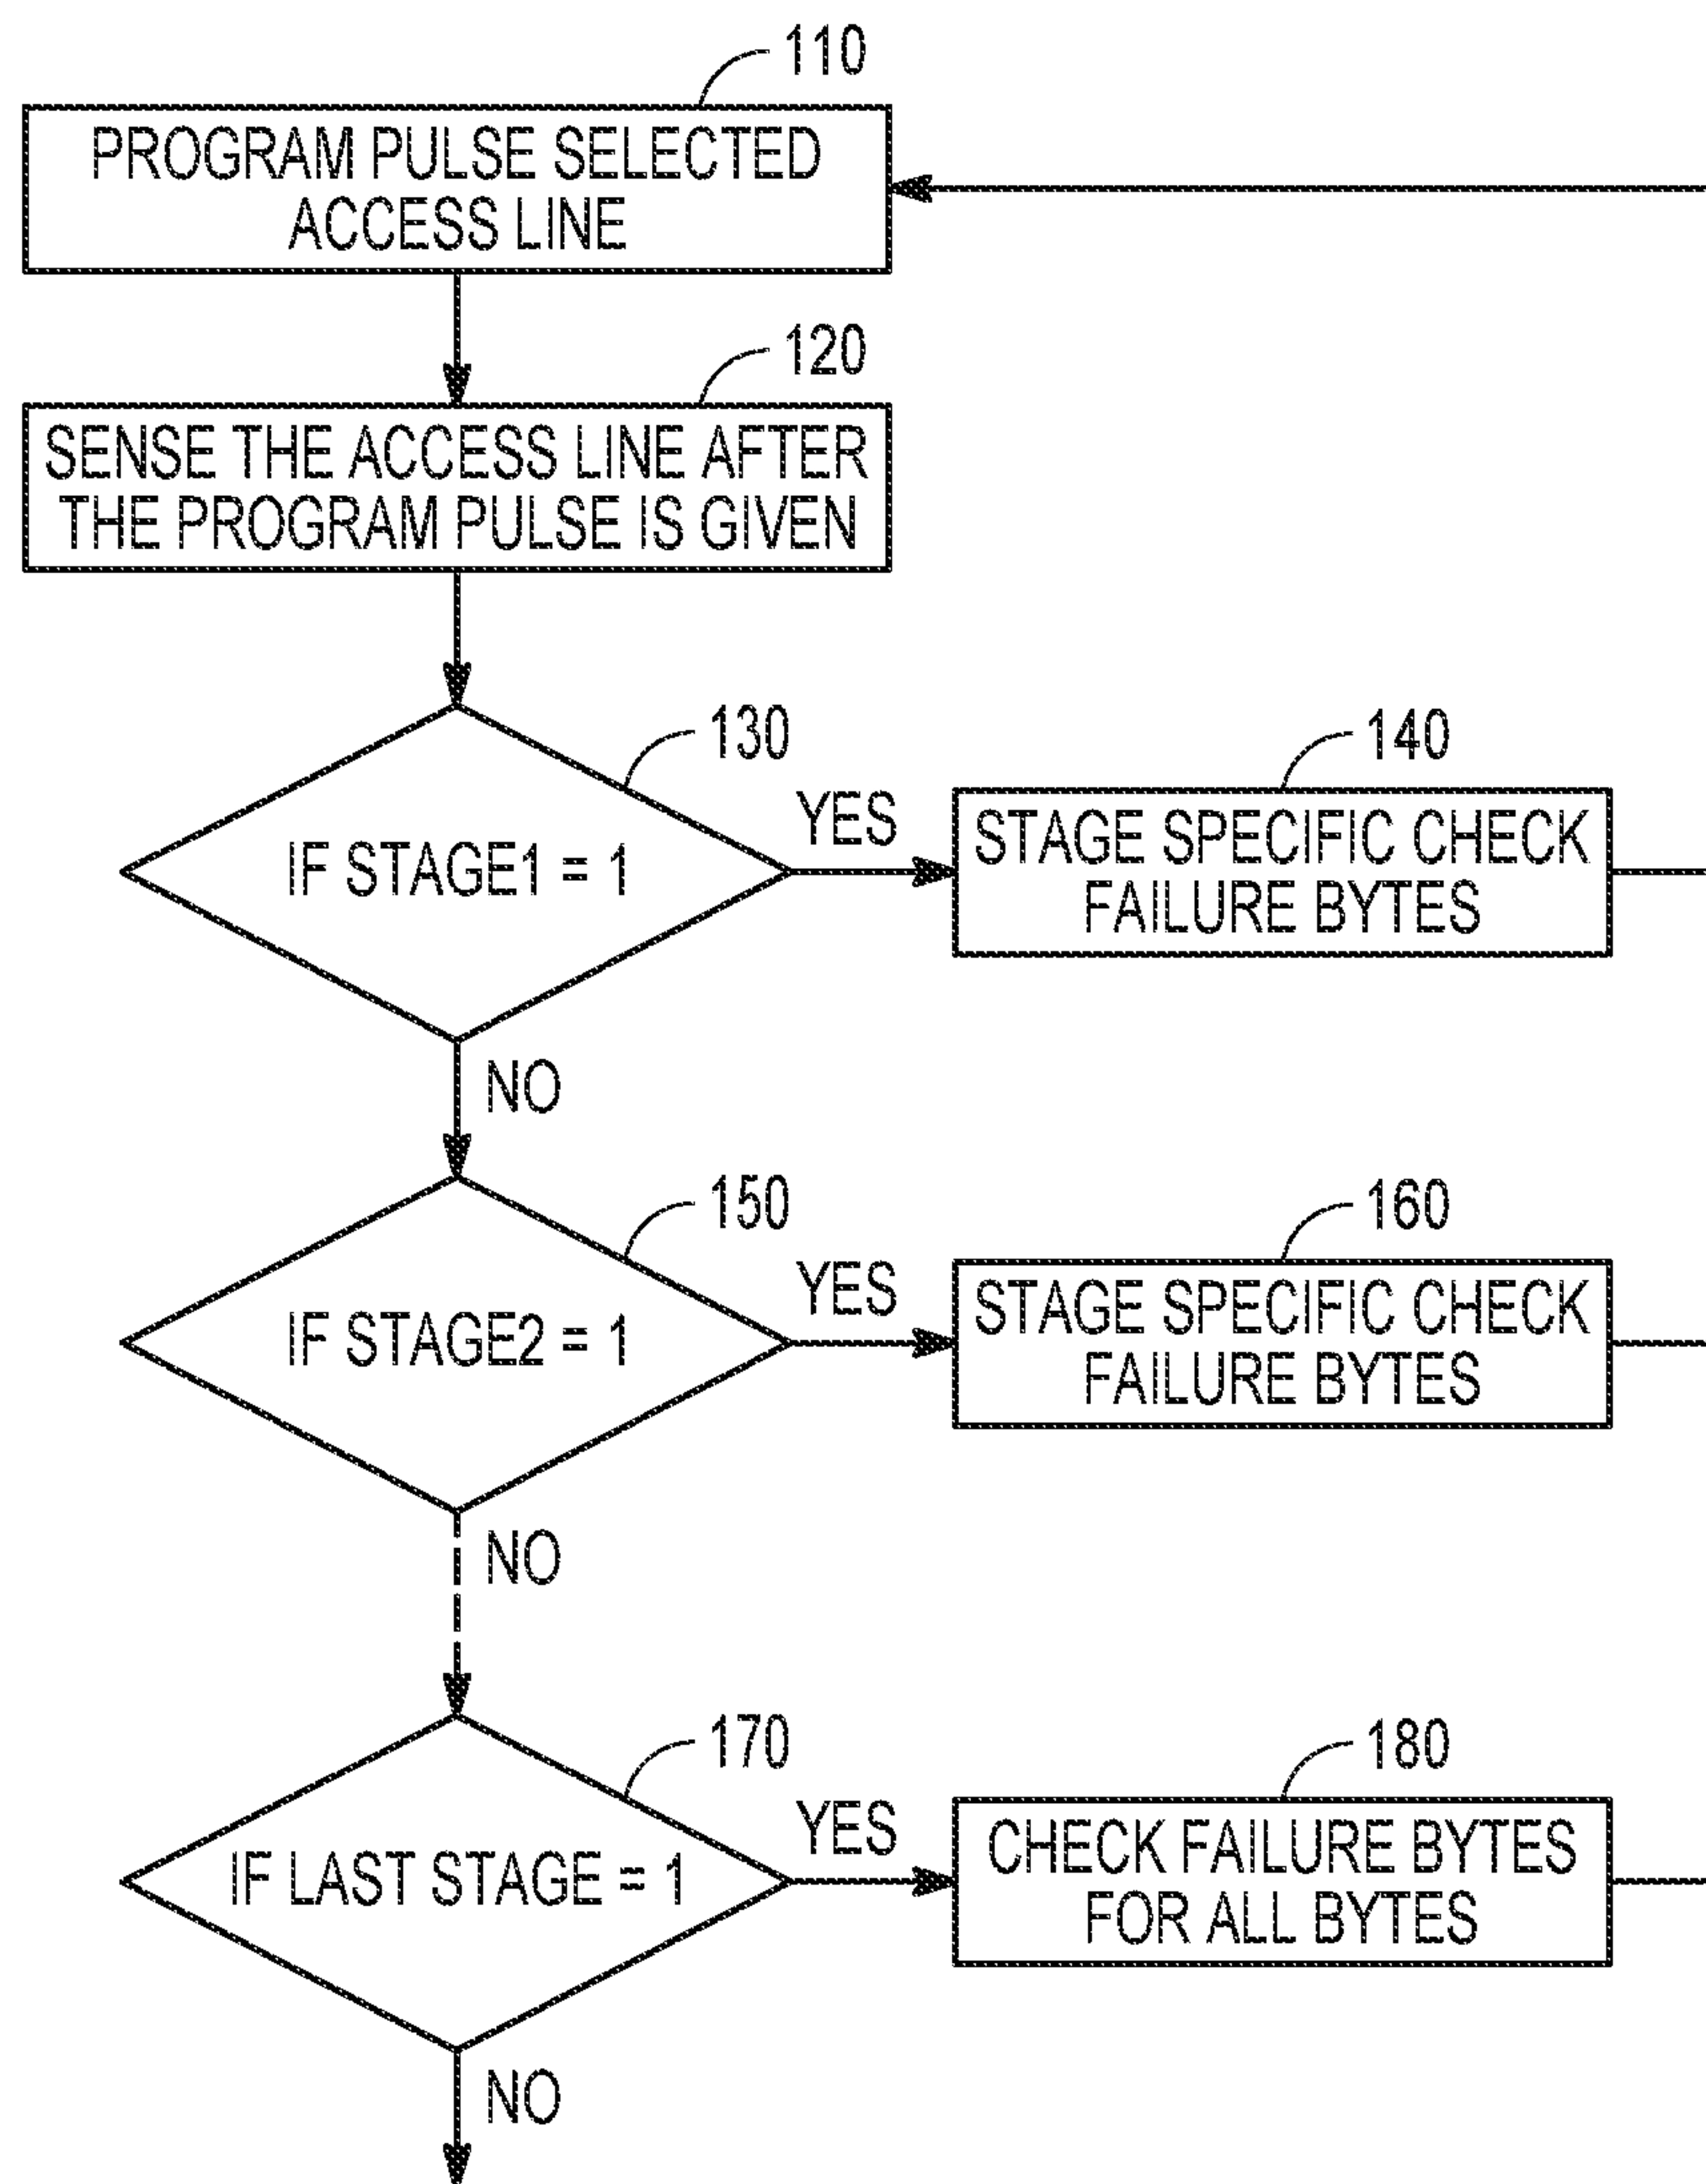 110
PROGRAM PULSE SELECTED
ACCESS LINE
120
SENSE THE ACCESS LINE AFTER
THE PROGRAM PULSE IS GIVEN
130
IF STAGE1 = 1
YES
140
STAGE SPECIFIC CHECK
FAILURE BYTES
NO
150
IF STAGE2 = 1
YES
160
STAGE SPECIFIC CHECK
FAILURE BYTES
NO
170
IF LAST STAGE = 1
YES
180
CHECK FAILURE BYTES
FOR ALL BYTES
NO